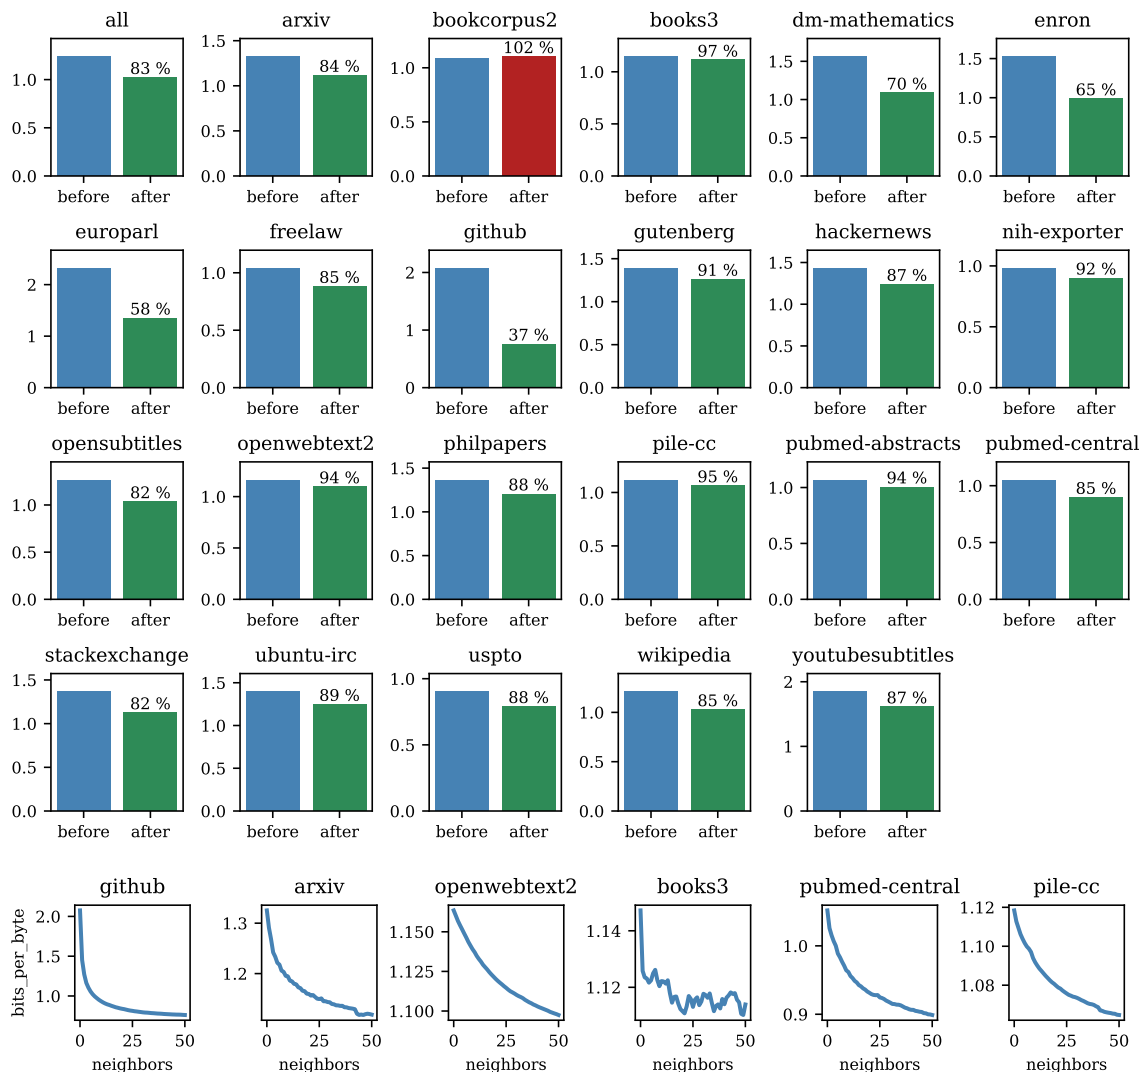 all arxiv bookcorpus2 books3 dm-mathematics enron
1.0 0.5 0.0 83 % before after
1.5 1.0 0.5 0.0 84 % before after
1.0 0.5 0.0 102 % before after
1.0 0.5 0.0 97 % before after
1.5 1.0 0.5 0.0 70 % before after
1.5 1.0 0.5 0.0 65 % before after
europarl freelaw github gutenberg hackernews nih-exporter
2 1 0 58 % before after
1.0 0.5 0.0 85 % before after
2 1 0 37 % before after
1.5 1.0 0.5 0.0 91 % before after
1.5 1.0 0.5 0.0 87 % before after
1.0 0.5 0.0 92 % before after
opensubtitles openwebtext2 philpapers pile-cc pubmed-abstracts pubmed-central
1.0 0.5 0.0 82 % before after
1.0 0.5 0.0 94 % before after
1.5 1.0 0.5 0.0 88 % before after
1.0 0.5 0.0 95 % before after
1.0 0.5 0.0 94 % before after
1.0 0.5 0.0 85 % before after
stackexchange ubuntu-irc uspto wikipedia youtubesubtitles
1.5 1.0 0.5 0.0 82 % before after
1.5 1.0 0.5 0.0 89 % before after
1.0 0.5 0.0 88 % before after
1.0 0.5 0.0 85 % before after
2 1 0 87 % before after
github arxiv openwebtext2 books3 pubmed-central pile-cc
bits_per_byte 2.0 1.5 1.0 0 25 50 neighbors
1.3 1.2 0 25 50 neighbors
1.150 1.125 1.100 0 25 50 neighbors
1.14 1.12 0 25 50 neighbors
1.0 0.9 0 25 50 neighbors
1.12 1.10 1.08 1.06 0 25 50 neighbors